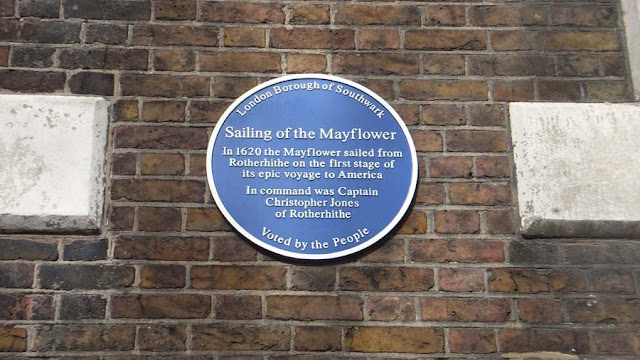 London Borough of Southwark
Sailing of the Mayflower
In 1620 the Mayflower sailed from
Rotherhithe on the first stage of
its epic voyage to America
In command was Captain
Christopher Jones
of Rotherhithe
Voted by the People